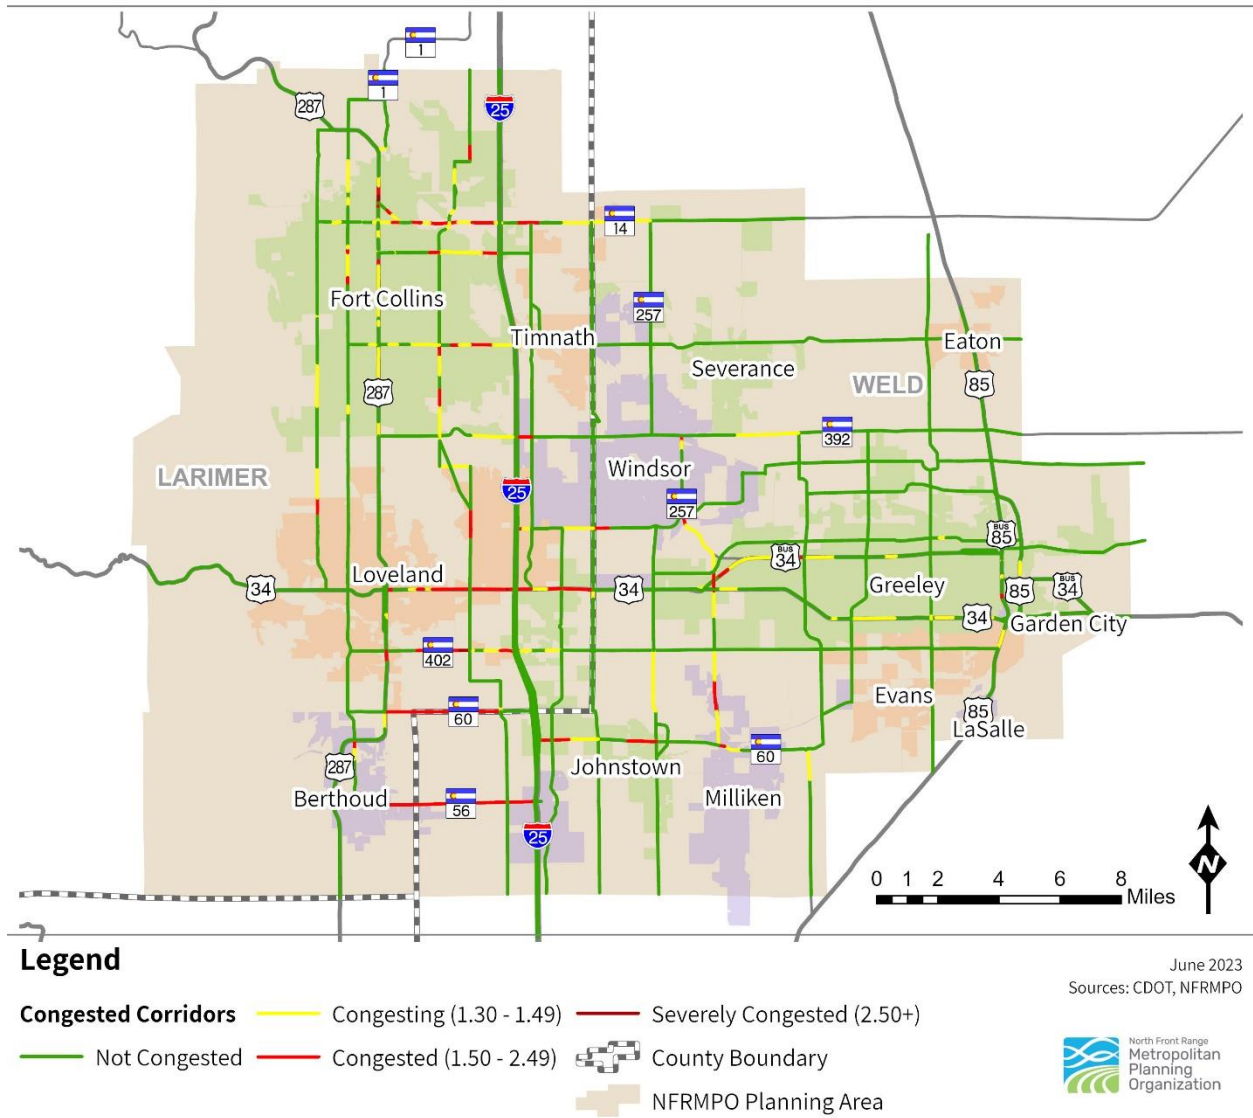 1
1
287
25
14
257
Fort Collins
Timnath
Eaton
Severance
287
WELD
85
392
LARIMER
Windsor
25
257
BUS
85
BUS
34
Loveland
34
34
Greeley
85
BUS
34
34
Garden City
402
Evans
60
85
LaSalle
60
287
Johnstown
Berthoud
56
Milliken
25
N
0 1 2 4 6 8
Miles
Legend
June 2023
Sources: CDOT, NFRMPO
Congested Corridors
Congesting (1.30 - 1.49)
Severely Congested (2.50+)
Not Congested
Congested (1.50 - 2.49)
County Boundary
NFRMPO Planning Area
North Front Range
Metropolitan
Planning
Organization